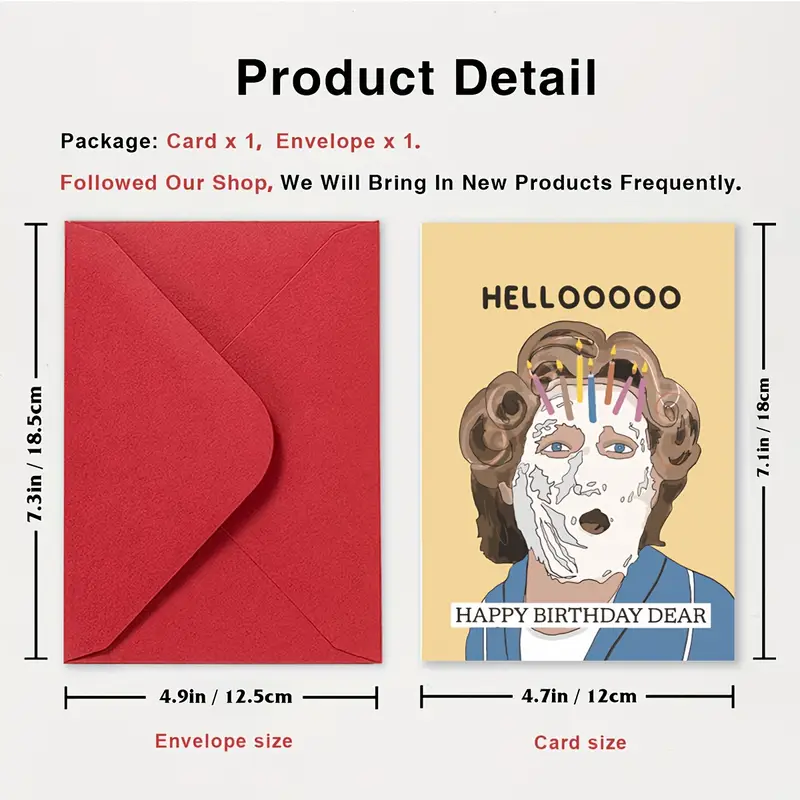 Product Detail
Package: Card x 1, Envelope x 1.
Followed Our Shop, We Will Bring In New Products Frequently.
7.3in / 18.5cm
HELLOOOOO
HAPPY BIRTHDAY DEAR
7.1in / 18cm
4.9in / 12.5cm
4.7in / 12cm
Envelope size
Card size